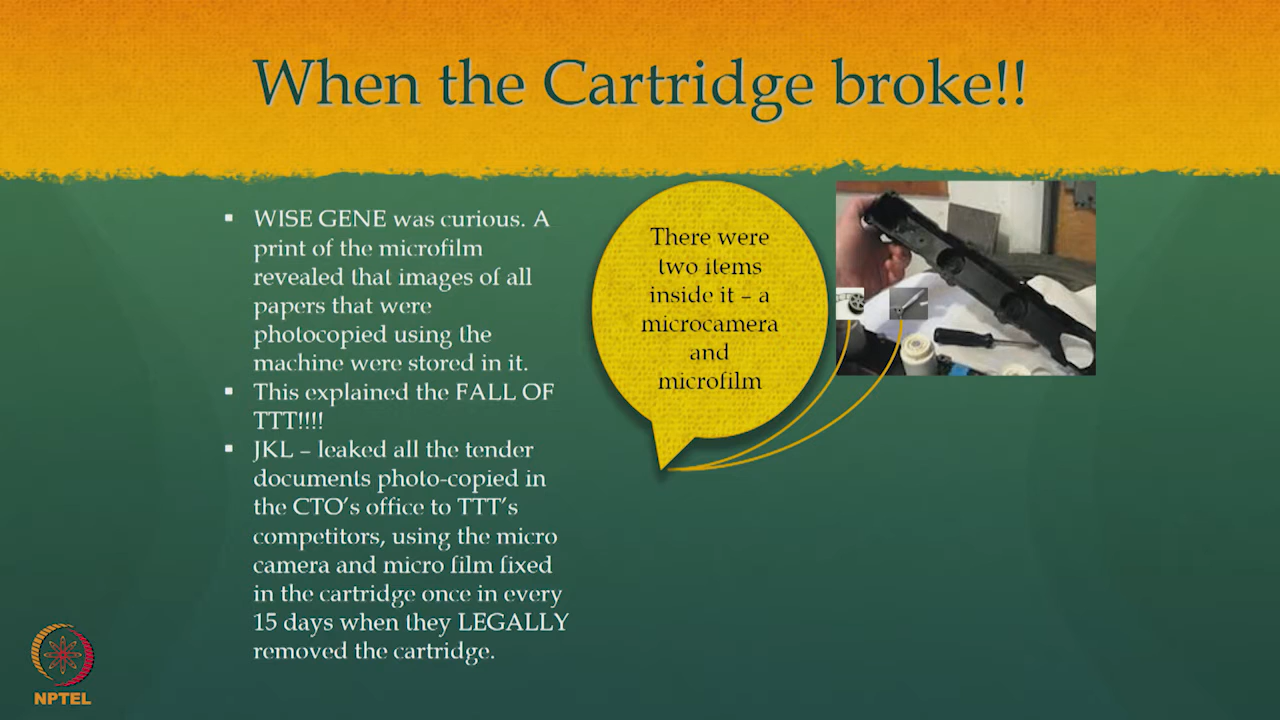 When the Cartridge broke!!
▪ WISE GENE was curious. A
print of the microfilm
revealed that images of all
papers that were
photocopied using the
machine were stored in it.
▪ This explained the FALL OF
TTT!!!!
▪ JKL – leaked all the tender
documents photo-copied in
the CTO's office to TTT's
competitors, using the micro
camera and micro film fixed
in the cartridge once in every
15 days when they LEGALLY
removed the cartridge.
There were
two items
inside it – a
microcamera
and
microfilm
NPTEL